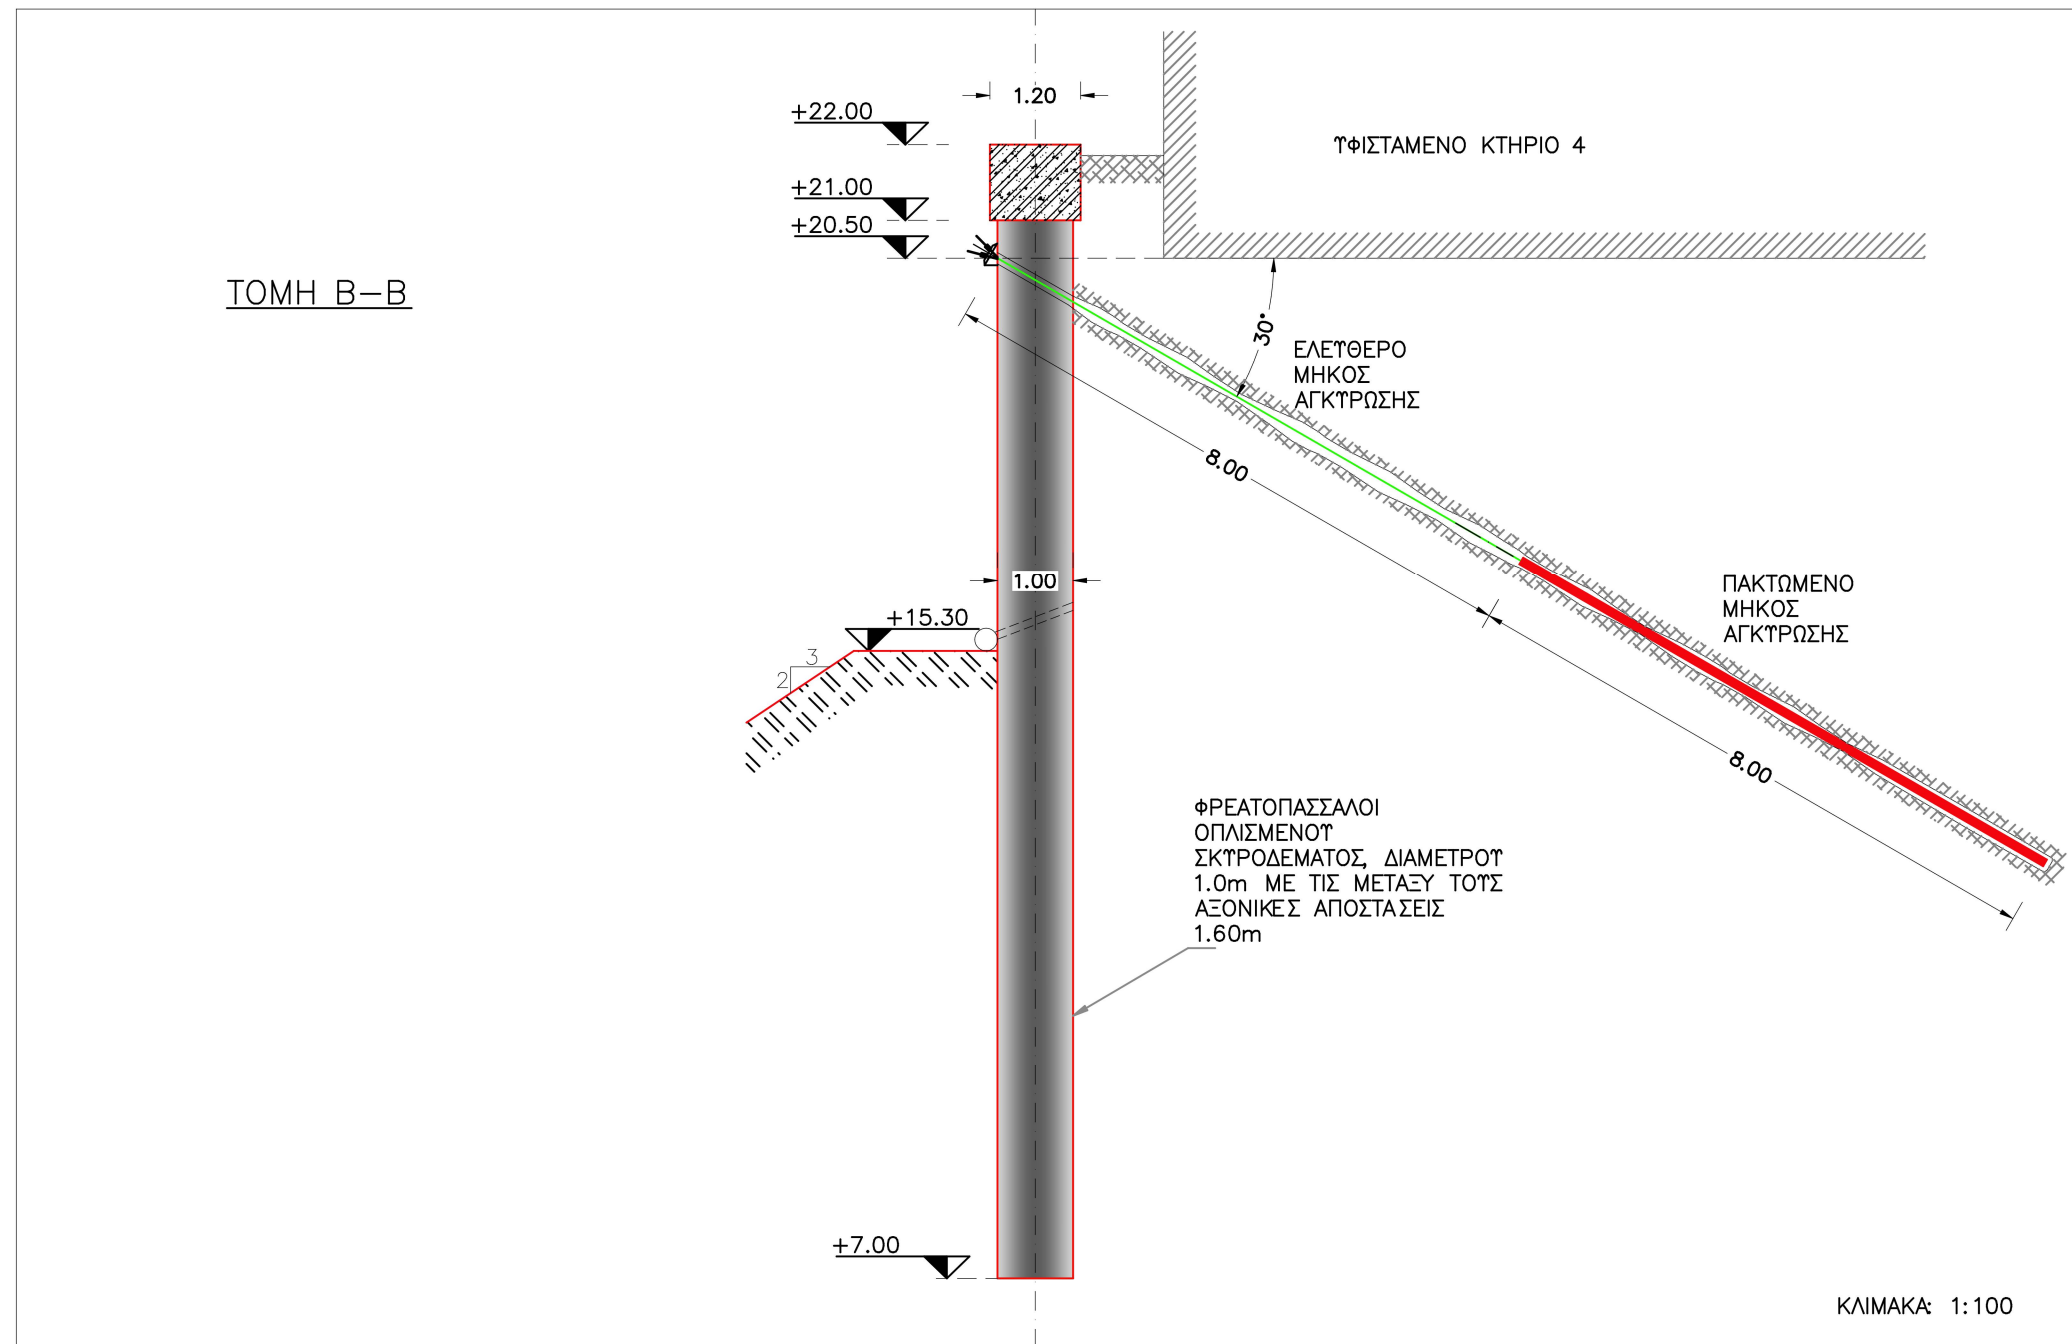 1.20
+22.00
ΥΦΙΣΤΑΜΕΝΟ ΚΤΗΡΙΟ 4
+21.00
+20.50
ΤΟΜΗ Β-Β
30°
ΕΛΕΥΘΕΡΟ
ΜΗΚΟΣ
ΑΓΚΥΡΩΣΗΣ
8.00
1.00
ΠΑΚΤΩΜΕΝΟ
ΜΗΚΟΣ
ΑΓΚΥΡΩΣΗΣ
+15.30
3
2
8.00
ΦΡΕΑΤΟΠΑΣΣΑΛΟΙ
ΟΠΛΙΣΜΕΝΟΥ
ΣΚΥΡΟΔΕΜΑΤΟΣ, ΔΙΑΜΕΤΡΟΥ
1.0m ΜΕ ΤΙΣ ΜΕΤΑΞΥ ΤΟΥΣ
ΑΞΟΝΙΚΕΣ ΑΠΟΣΤΑΣΕΙΣ
1.60m
+7.00
ΚΛΙΜΑΚΑ: 1:100